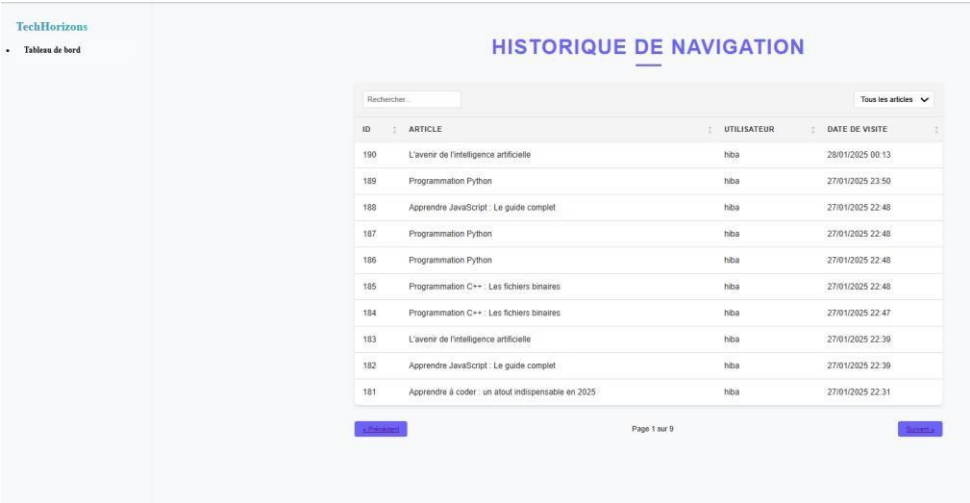 TechHorizons
Tableau de bord
HISTORIQUE DE NAVIGATION
Rechercher... Tous les articles
ID ARTICLE UTILISATEUR DATE DE VISITE
190 L'avenir de l'intelligence artificielle hiba 28/01/2025 00:13
189 Programmation Python hiba 27/01/2025 23:50
188 Apprendre JavaScript : Le guide complet hiba 27/01/2025 22:48
187 Programmation Python hiba 27/01/2025 22:48
186 Programmation Python hiba 27/01/2025 22:48
185 Programmation C++ : Les fichiers binaires hiba 27/01/2025 22:48
184 Programmation C++ : Les fichiers binaires hiba 27/01/2025 22:47
183 L'avenir de l'intelligence artificielle hiba 27/01/2025 22:39
182 Apprendre JavaScript : Le guide complet hiba 27/01/2025 22:39
181 Apprendre à coder : un atout indispensable en 2025 hiba 27/01/2025 22:31
« Précédent Page 1 sur 9 Suivant »